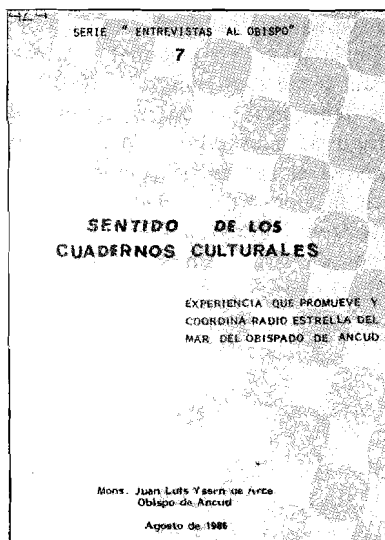 SERIE " ENTREVISTAS AL OBISPO"
7
SENTIDO DE LOS
CUADERNOS CULTURALES
EXPERIENCIA QUE PROMUEVE Y
COORDINA RADIO ESTRELLA DEL
MAR DEL OBISPADO DE ANCUD
Mons. Juan Luis Yssern de Arce
Obispo de Ancud
Agosto de 1986